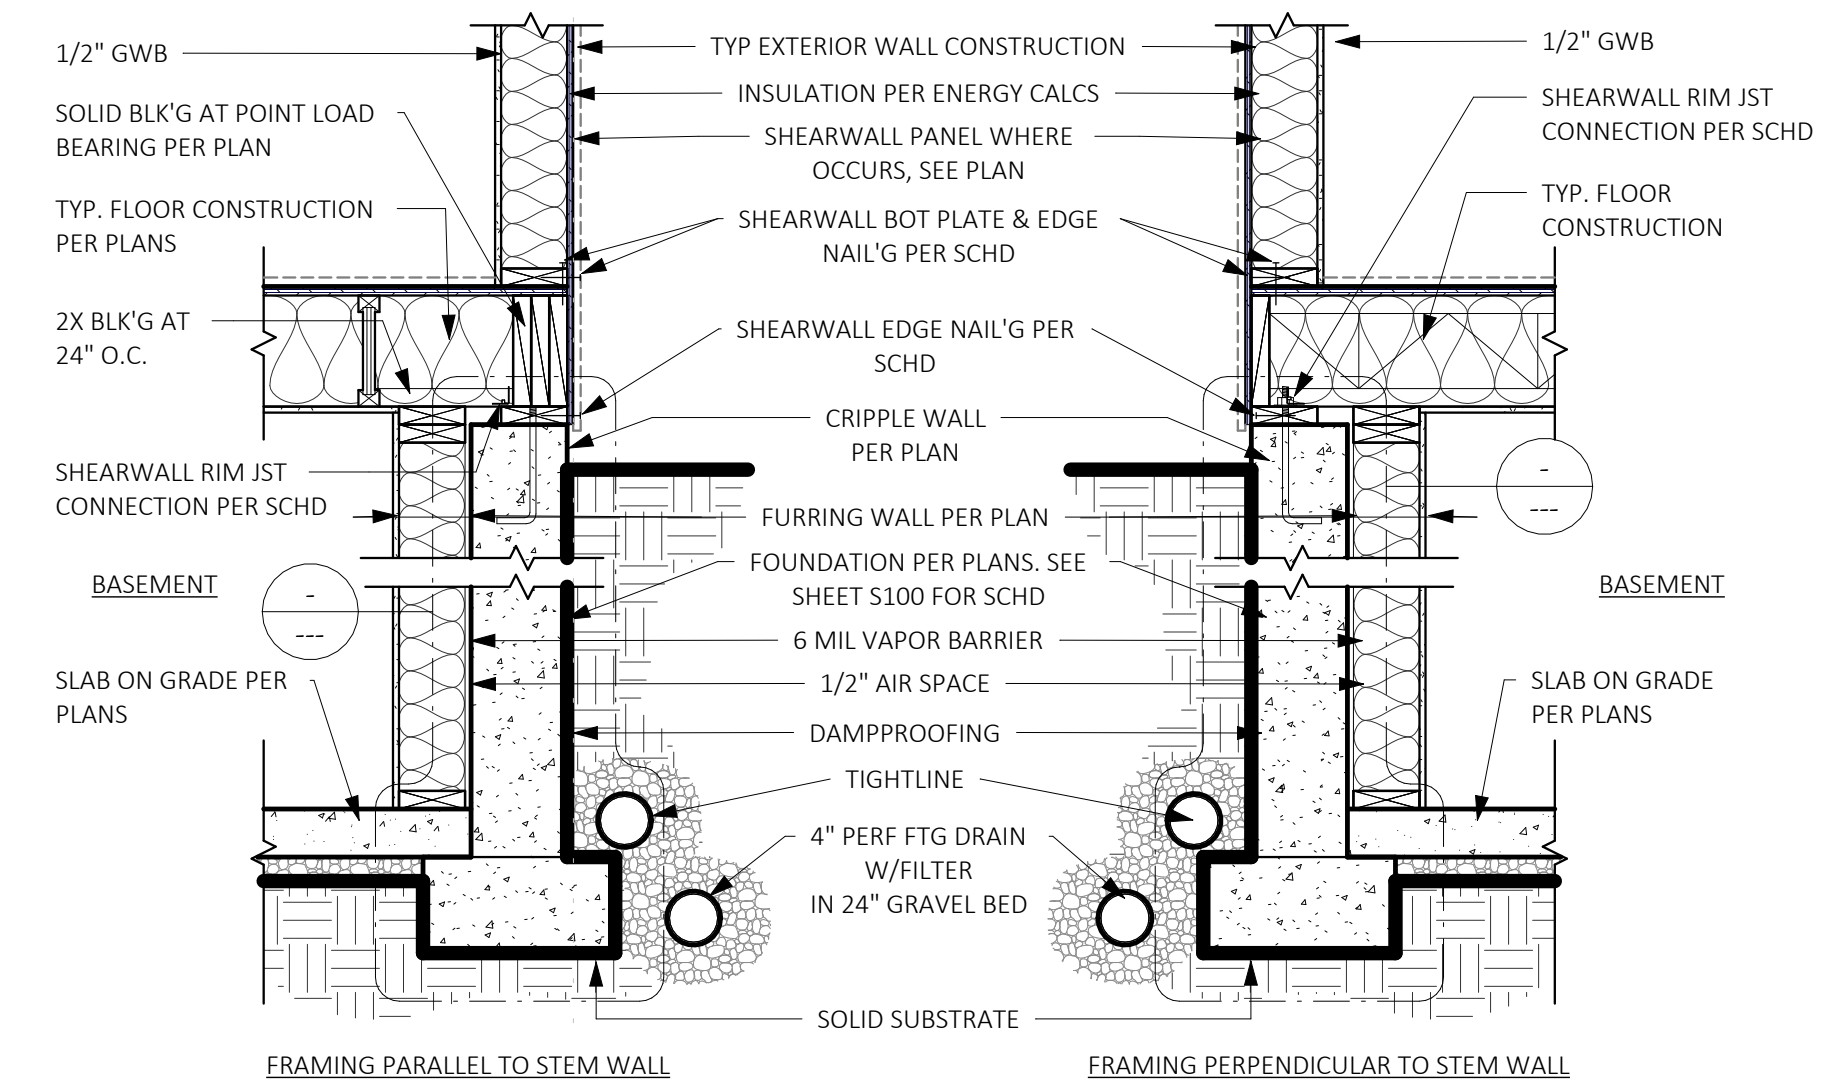 1/2" GWB
SOLID BLK'G AT POINT LOAD
BEARING PER PLAN
TYP. FLOOR CONSTRUCTION
PER PLANS
2X BLK'G AT
24" O.C.
SHEARWALL RIM JST
CONNECTION PER SCHD
BASEMENT
-
---
SLAB ON GRADE PER
PLANS
TYP EXTERIOR WALL CONSTRUCTION
INSULATION PER ENERGY CALCS
SHEARWALL PANEL WHERE
OCCURS, SEE PLAN
SHEARWALL BOT PLATE & EDGE
NAIL'G PER SCHD
SHEARWALL EDGE NAIL'G PER
SCHD
CRIPPLE WALL
PER PLAN
FURRING WALL PER PLAN
FOUNDATION PER PLANS. SEE
SHEET S100 FOR SCHD
6 MIL VAPOR BARRIER
1/2" AIR SPACE
DAMPPROOFING
TIGHTLINE
4" PERF FTG DRAIN
W/FILTER
IN 24" GRAVEL BED
SOLID SUBSTRATE
1/2" GWB
SHEARWALL RIM JST
CONNECTION PER SCHD
TYP. FLOOR
CONSTRUCTION
-
---
BASEMENT
SLAB ON GRADE
PER PLANS
FRAMING PARALLEL TO STEM WALL
FRAMING PERPENDICULAR TO STEM WALL